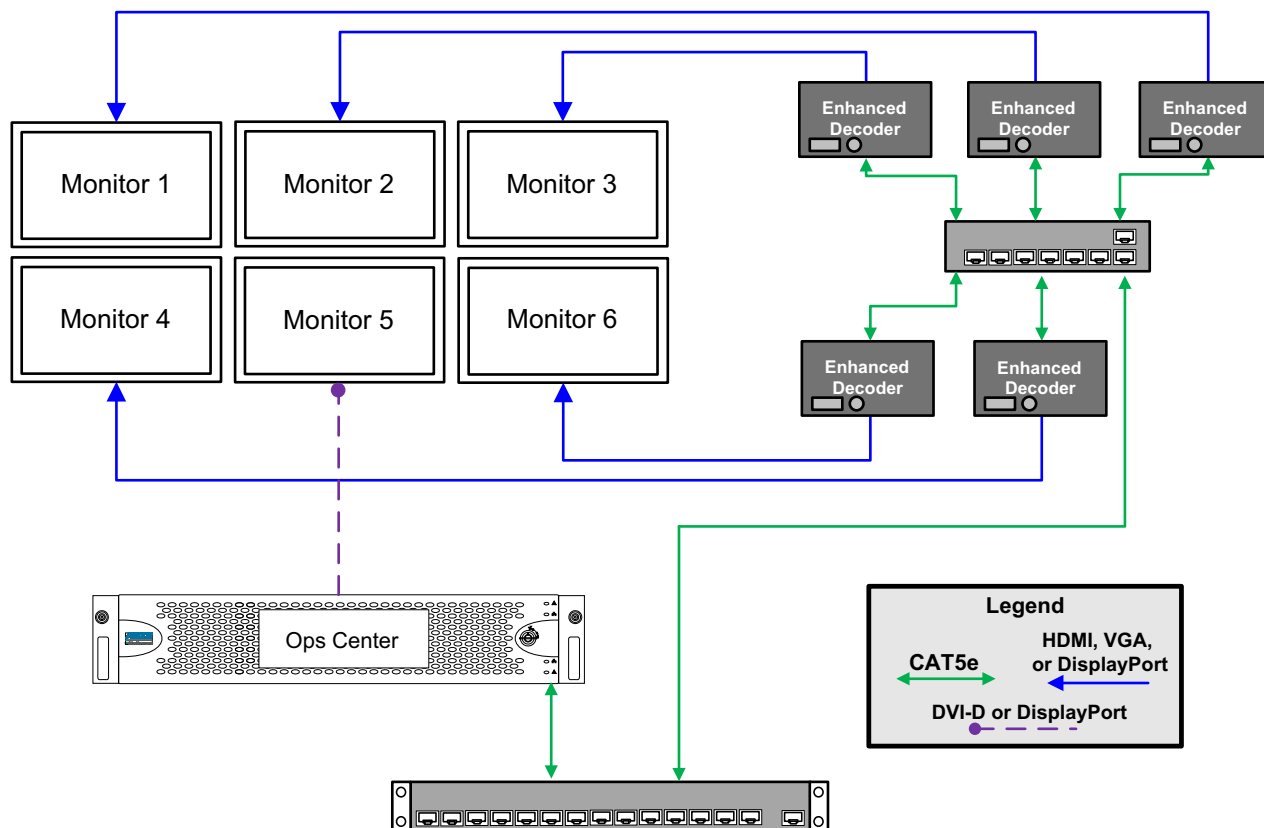 Enhanced
Decoder
Enhanced
Decoder
Enhanced
Decoder
Monitor 1
Monitor 2
Monitor 3
Monitor 4
Monitor 5
Monitor 6
Enhanced
Decoder
Enhanced
Decoder
Ops Center
Legend
HDMI, VGA,
or DisplayPort
CAT5e
DVI-D or DisplayPort